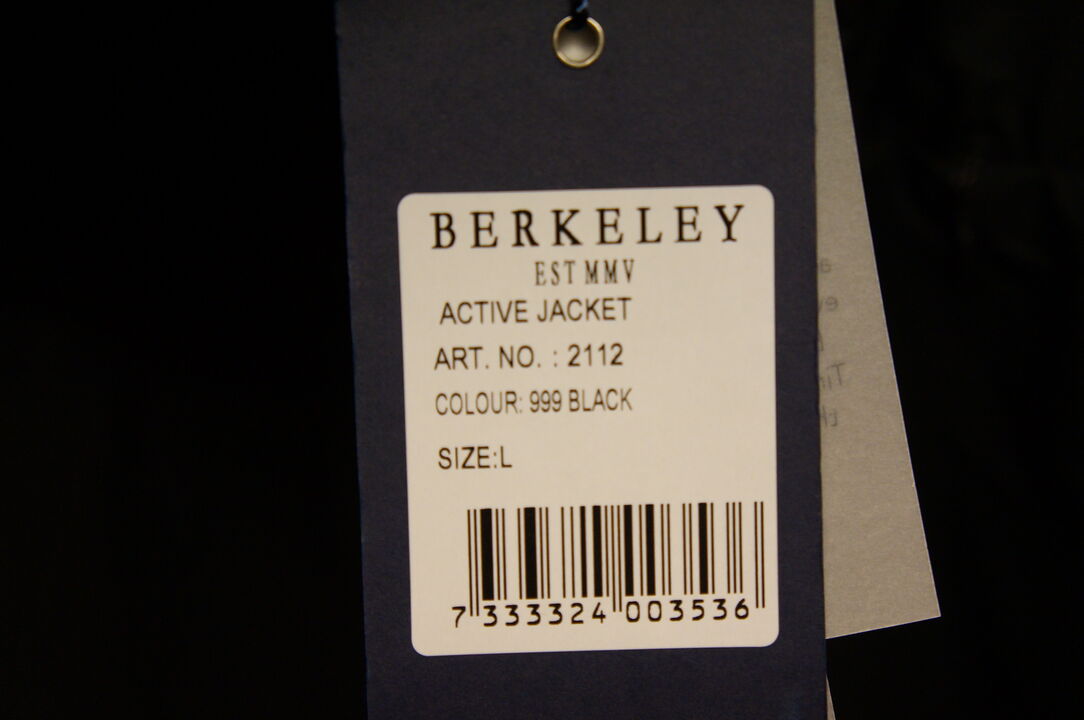 BERKELEY
EST MMV
ACTIVE JACKET
ART. NO. : 2112
COLOUR: 999 BLACK
SIZE:L
7 333324 003536